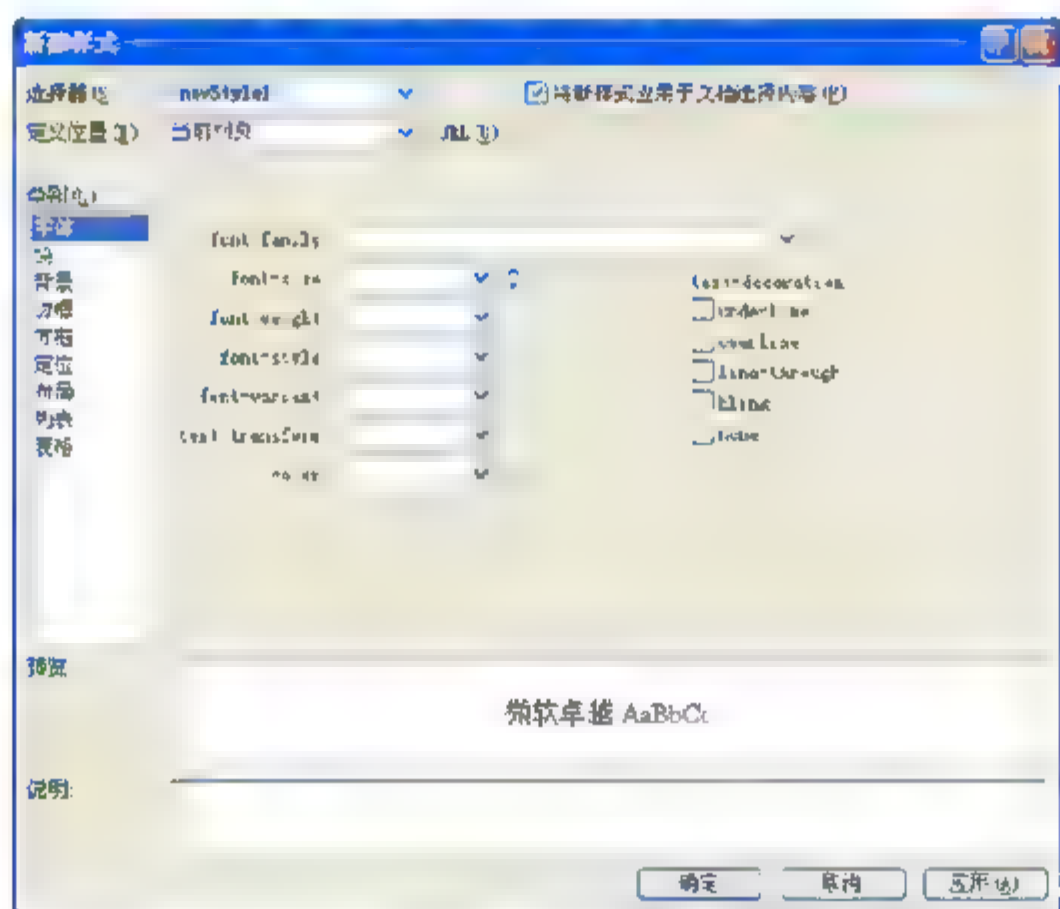 新建样式
选择器(S) newStyle1 将新样式应用于文档选择内容(P)
定义位置(I) 当前网页 URL(U)
类别(C)
字体
块
背景
边框
方框
定位
布局
列表
表格
font-family
font-size
font-weight
font-style
font-variant
text-transform
color
text-decoration
underline
overline
line-through
blink
none
预览
微软卓越 AaBbCc
说明:
确定 取消 应用(A)